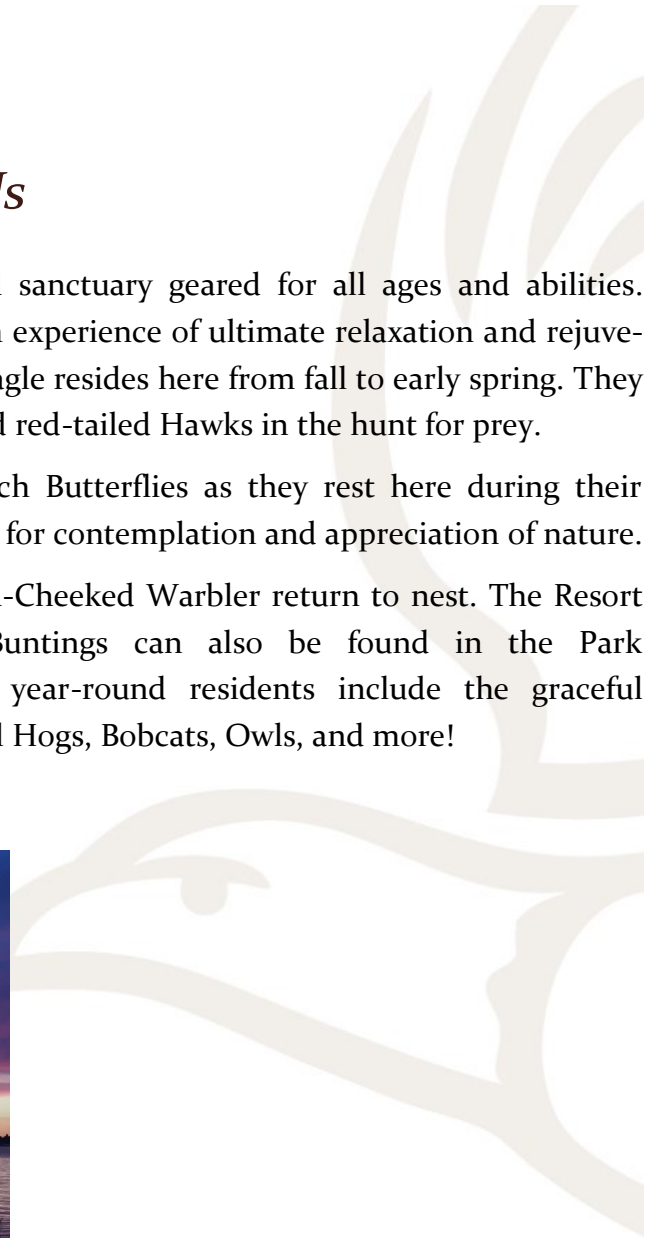 ls
sanctuary geared for all ages and abilities.
experience of ultimate relaxation and rejuve-
agle resides here from fall to early spring. They
d red-tailed Hawks in the hunt for prey.
ch Butterflies as they rest here during their
for contemplation and appreciation of nature.
-Cheeked Warbler return to nest. The Resort
Buntings can also be found in the Park
year-round residents include the graceful
Hogs, Bobcats, Owls, and more!